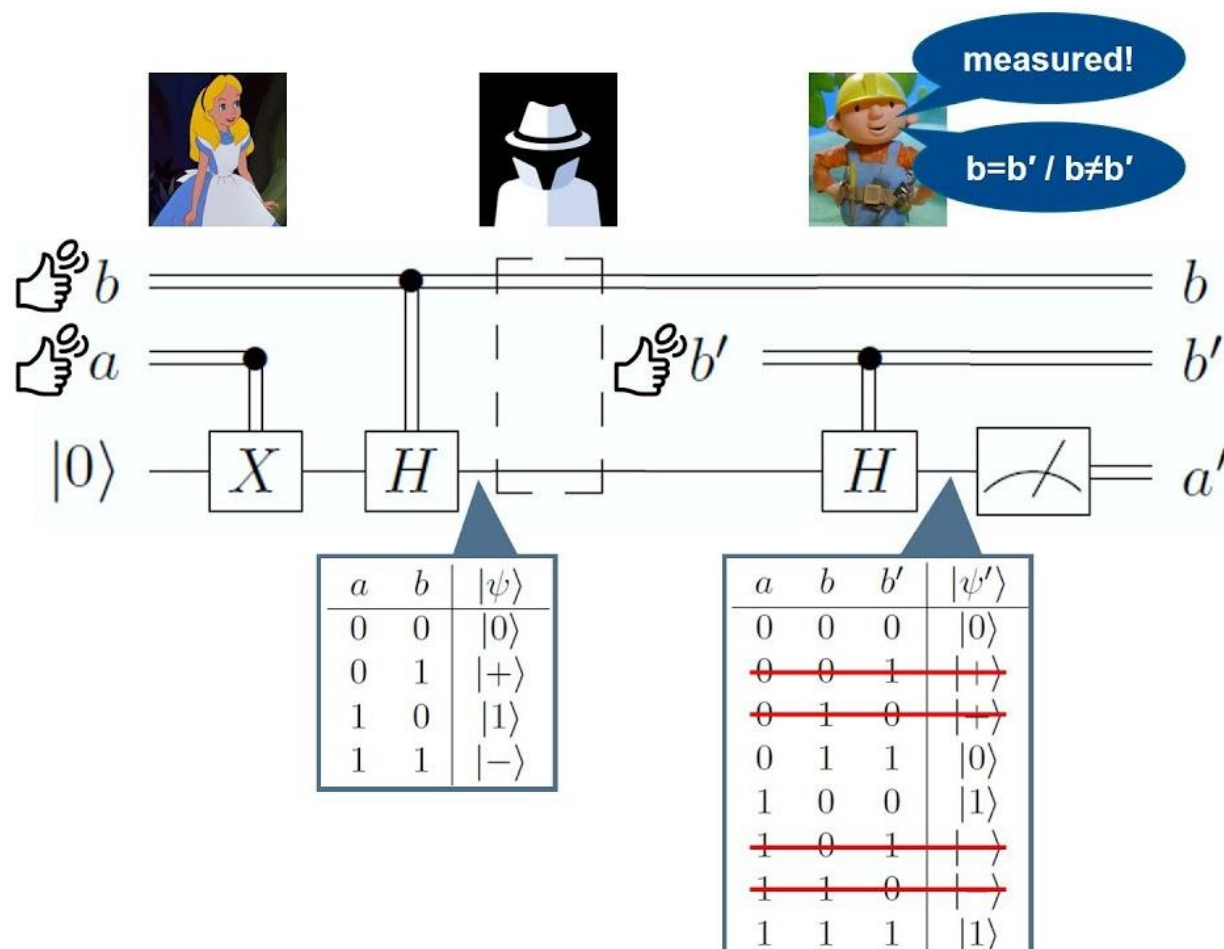 measured!
b=b′ / b≠b′
b
b
a
b′
b′
|0⟩
X
H
H
a′
a b |ψ⟩
0 0 |0⟩
0 1 |+⟩
1 0 |1⟩
1 1 |−⟩
a b b′ |ψ′⟩
0 0 0 |0⟩
0 0 1 |+⟩
0 1 0 |+⟩
0 1 1 |0⟩
1 0 0 |1⟩
1 0 1 |−⟩
1 1 0 |−⟩
1 1 1 |1⟩